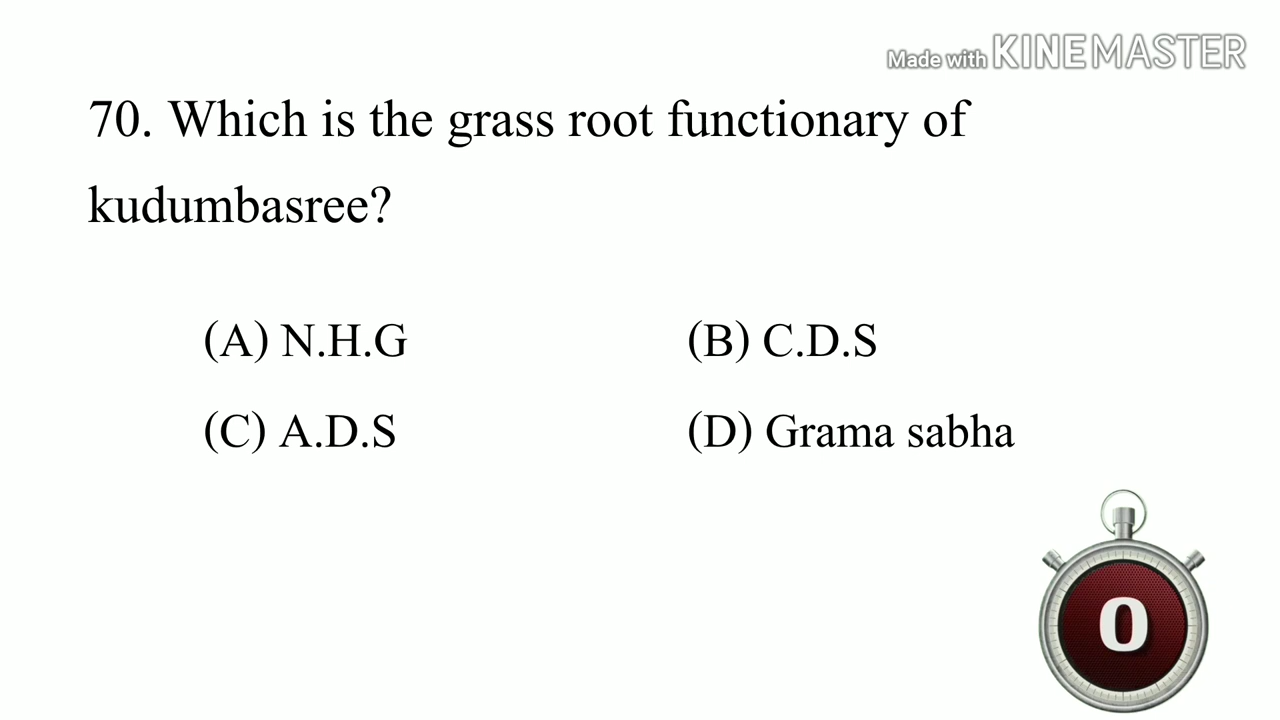 Made with KINEMASTER
70. Which is the grass root functionary of
kudumbasree?
(A) N.H.G (B) C.D.S
(C) A.D.S (D) Grama sabha
0